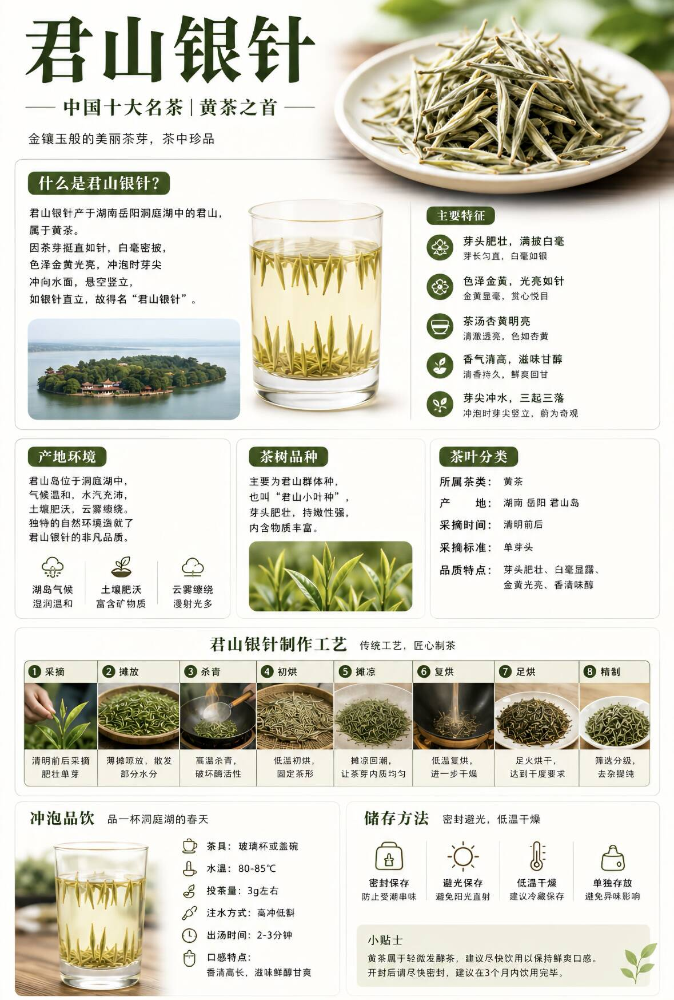 君山银针
中国十大名茶 | 黄茶之首
金镶玉般的美丽茶芽，茶中珍品
什么是君山银针？
君山银针产于湖南岳阳洞庭湖中的君山，
属于黄茶。
因茶芽挺直如针，白毫密披，
色泽金黄光亮，冲泡时芽尖
冲向水面，悬空竖立，
如银针直立，故得名“君山银针”。
主要特征
芽头肥壮，满披白毫
芽长匀直，白毫如银
色泽金黄，光亮如针
金黄显毫，赏心悦目
茶汤杏黄明亮
清澈透亮，色如杏黄
香气清高，滋味甘醇
清香持久，鲜爽回甘
芽尖冲水，三起三落
冲泡时芽尖竖立，蔚为奇观
产地环境
君山岛位于洞庭湖中，
气候温和，水汽充沛，
土壤肥沃，云雾缭绕。
独特的自然环境造就了
君山银针的非凡品质。
湖岛气候
湿润温和
土壤肥沃
富含矿物质
云雾缭绕
漫射光多
茶树品种
主要为君山群体种，
也叫“君山小叶种”，
芽头肥壮，持嫩性强，
内含物质丰富。
茶叶分类
所属茶类： 黄茶
产　　地： 湖南 岳阳 君山岛
采摘时间： 清明前后
采摘标准： 单芽头
品质特点： 芽头肥壮、白毫显露、
金黄光亮、香清味醇
君山银针制作工艺 传统工艺，匠心制茶
1 采摘
清明前后采摘
肥壮单芽
2 摊放
薄摊晾放，散发
部分水分
3 杀青
高温杀青，
破坏酶活性
4 初烘
低温初烘，
固定茶形
5 摊凉
摊凉回潮，
让茶芽内质均匀
6 复烘
低温复烘，
进一步干燥
7 足烘
足火烘干，
达到干度要求
8 精制
筛选分级，
去杂提纯
冲泡品饮 品一杯洞庭湖的春天
茶具：玻璃杯或盖碗
水温：80-85℃
投茶量：3g左右
注水方式：高冲低斟
出汤时间：2-3分钟
口感特点：
香清高长，滋味鲜醇甘爽
储存方法 密封避光，低温干燥
密封保存
防止受潮串味
避光保存
避免阳光直射
低温干燥
建议冷藏保存
单独存放
避免异味影响
小贴士
黄茶属于轻微发酵茶，建议尽快饮用以保持鲜爽口感。
开封后请尽快密封，建议在3个月内饮用完毕。